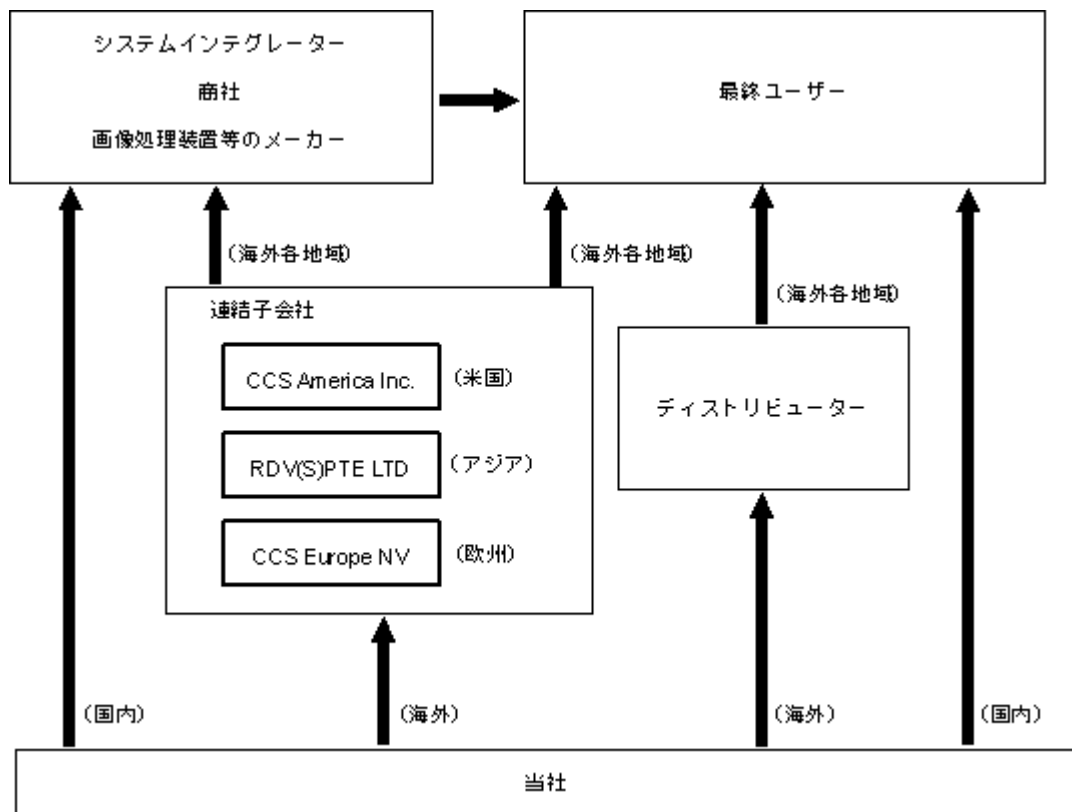 システムインテグレーター
商社
画像処理装置等のメーカー
最終ユーザー
(海外各地域)
(海外各地域)
(海外各地域)
連結子会社
CCS America Inc.
(米国)
RDV(S)PTE LTD
(アジア)
CCS Europe NV
(欧州)
ディストリビューター
(国内)
(海外)
(海外)
(国内)
当社